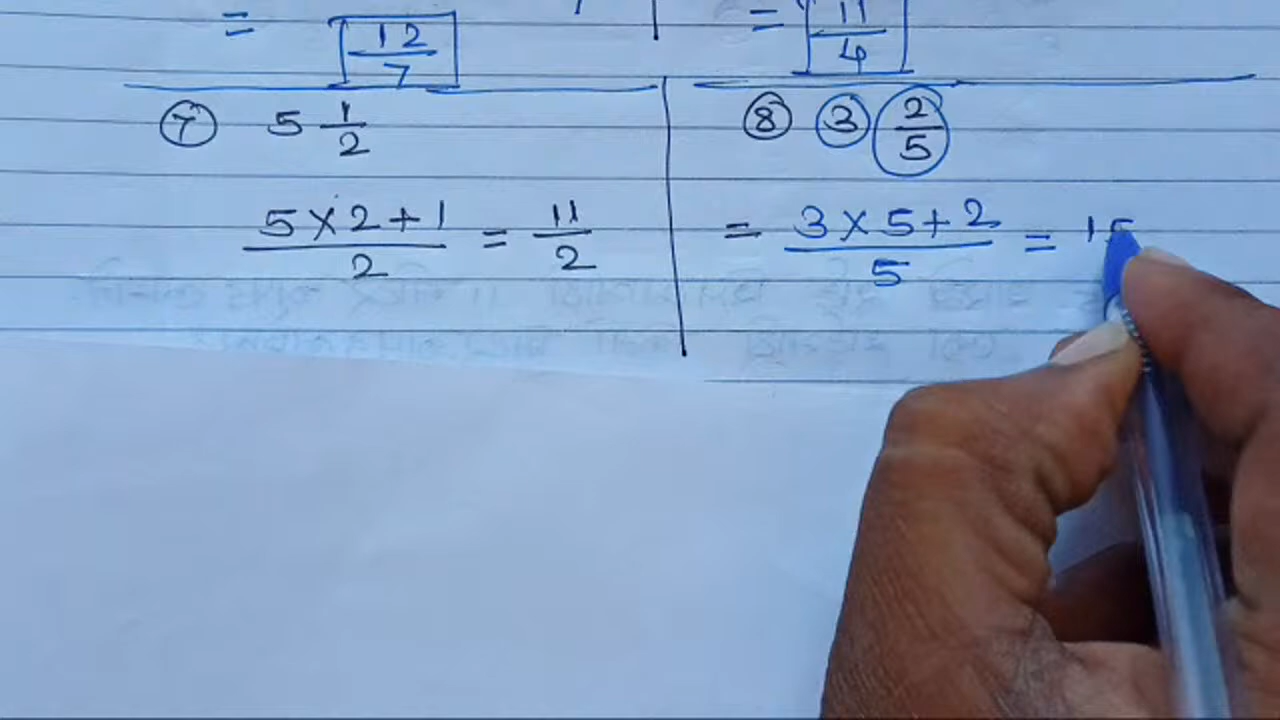 = 12/7
= 11/4
7 5 1/2
5 × 2 + 1 / 2 = 11/2
8 3 2/5
= 3 × 5 + 2 / 5 = 15